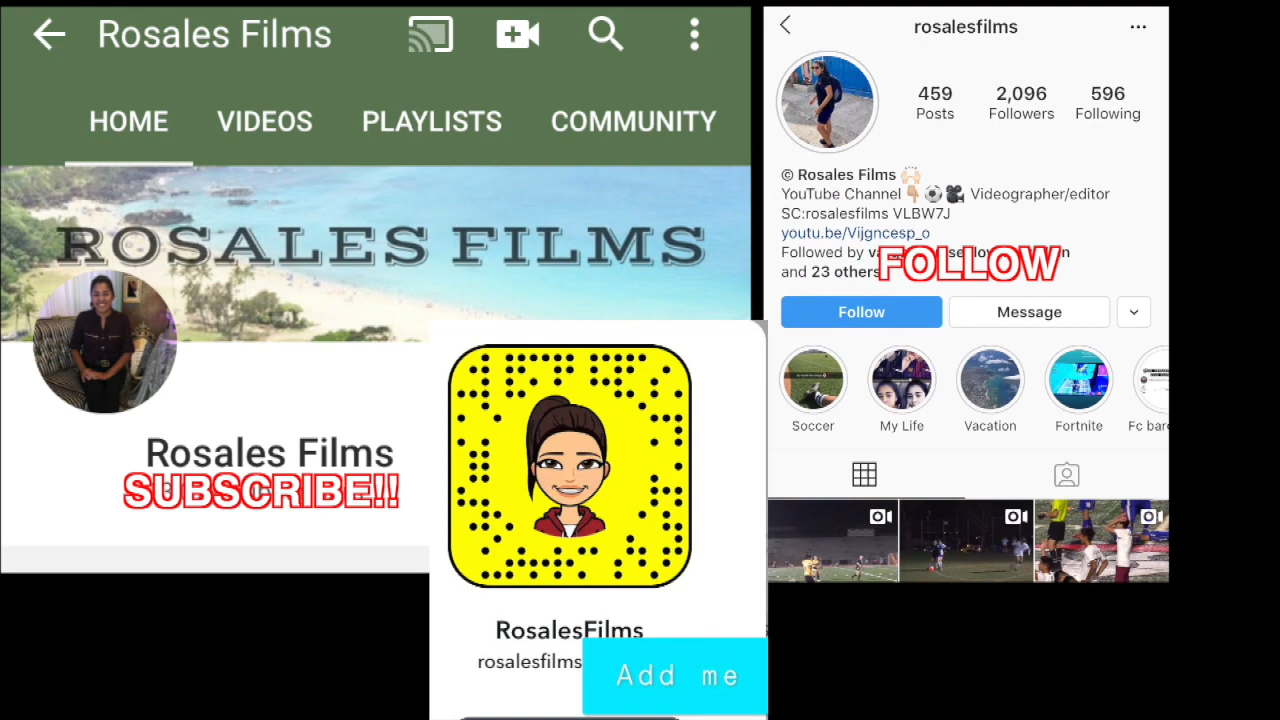 Rosales Films
HOME VIDEOS PLAYLISTS COMMUNITY
ROSALES FILMS
Rosales Films
SUBSCRIBE!!
RosalesFilms
rosalesfilms
Add me
rosalesfilms
459 2,096 596
Posts Followers Following
© Rosales Films
YouTube Channel Videographer/editor
SC:rosalesfilms VLBW7J
youtu.be/Vijgncesp_o
Followed by
and 23 others
FOLLOW
Follow Message
Soccer My Life Vacation Fortnite Fc